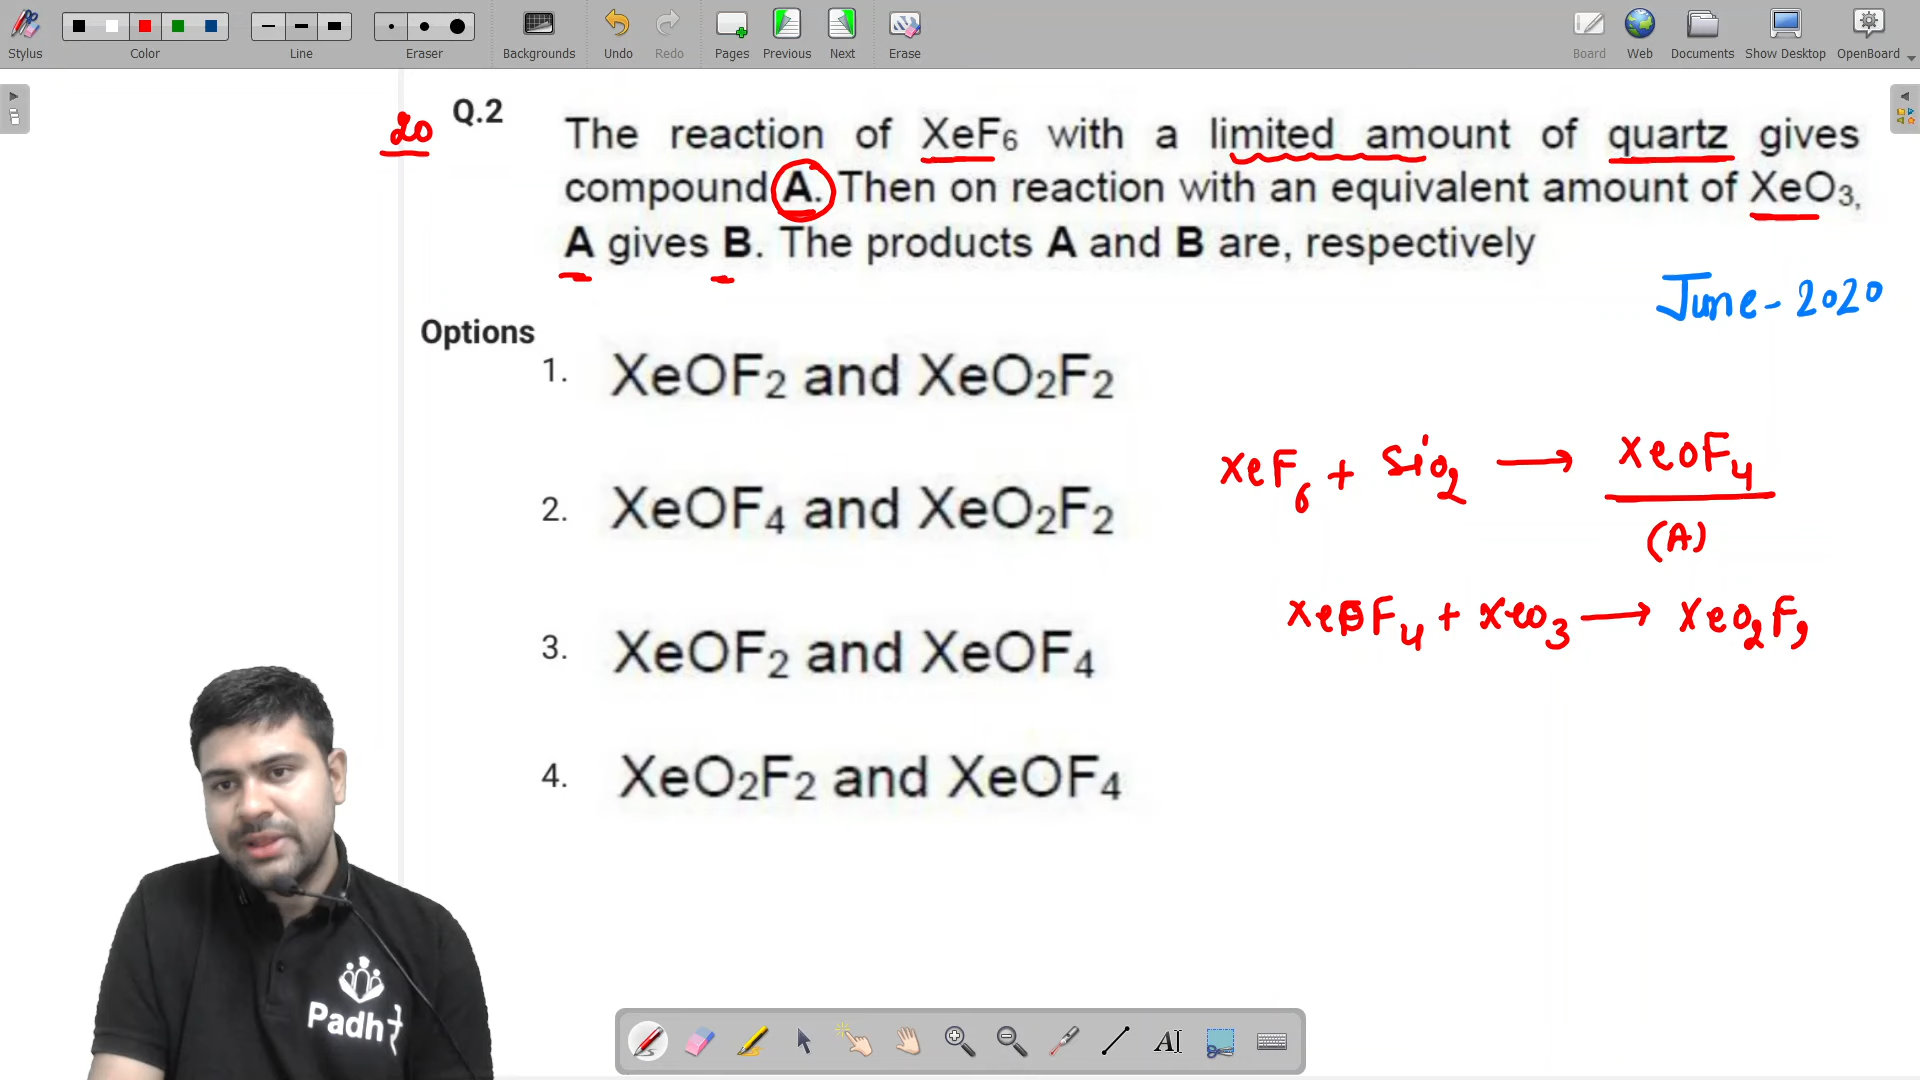 Stylus Color Line Eraser Backgrounds Undo Redo Pages Previous Next Erase Board Web Documents Show Desktop OpenBoard
20 Q.2 The reaction of XeF6 with a limited amount of quartz gives
compound A. Then on reaction with an equivalent amount of XeO3,
A gives B. The products A and B are, respectively
June-2020
Options
1. XeOF2 and XeO2F2
XeF6 + SiO2 → XeOF4
2. XeOF4 and XeO2F2
(A)
XeOF4 + XeO3 → XeO2F2
3. XeOF2 and XeOF4
4. XeO2F2 and XeOF4
Padh